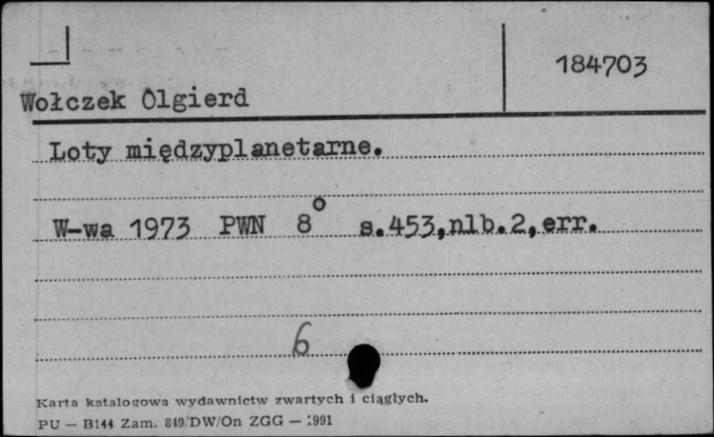 184703
Wołczek Olgierd
Loty międzyplanetarne.
W-wa 1973 PWN 8° s.453,nlb.2,err.
6
Karta katalogowa wydawnictw zwartych i ciągłych.
PU — B144 Zam. 849/DW/On ZGG — 1991